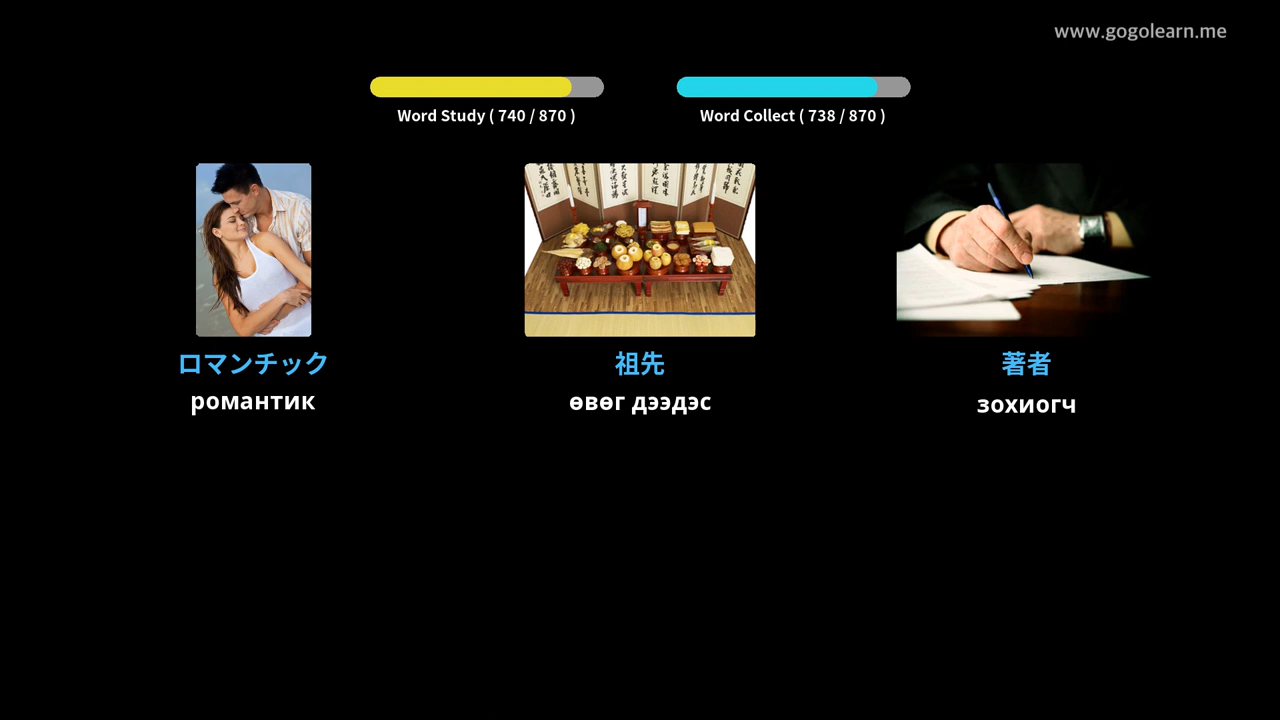 www.gogolearn.me
Word Study ( 740 / 870 )
Word Collect ( 738 / 870 )
ロマンチック
романтик
祖先
өвөг дээдэс
著者
зохиогч